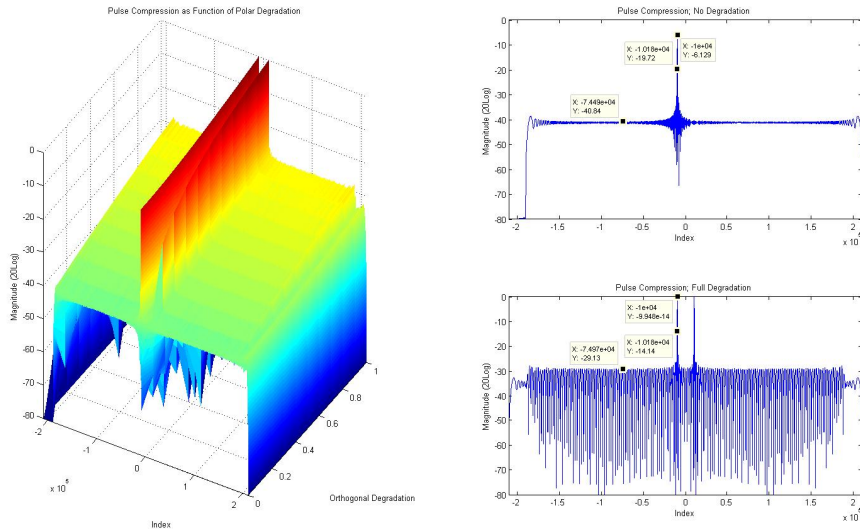 Pulse Compression as Function of Polar Degradation
0
-10
-20
-30
-40
-50
-60
-70
-80
Magnitude (20Log)
-2
-1
0
1
2
x 10^5
Index
0
0.2
0.4
0.6
0.8
1
Orthogonal Degradation
Pulse Compression; No Degradation
20
0
-20
-40
-60
-80
Magnitude (20Log)
X: -1.018e+04
Y: -19.72
X: -1e+04
Y: -6.129
X: -7.449e+04
Y: -40.84
-2
-1.5
-1
-0.5
0
0.5
1
1.5
2
Index
x 10^5
Pulse Compression; Full Degradation
0
-10
-20
-30
-40
-50
-60
-70
-80
Magnitude (20Log)
X: -1e+04
Y: -9.948e-14
X: -7.497e+04
Y: -29.13
X: -1.018e+04
Y: -14.14
-2
-1.5
-1
-0.5
0
0.5
1
1.5
2
Index
x 10^5